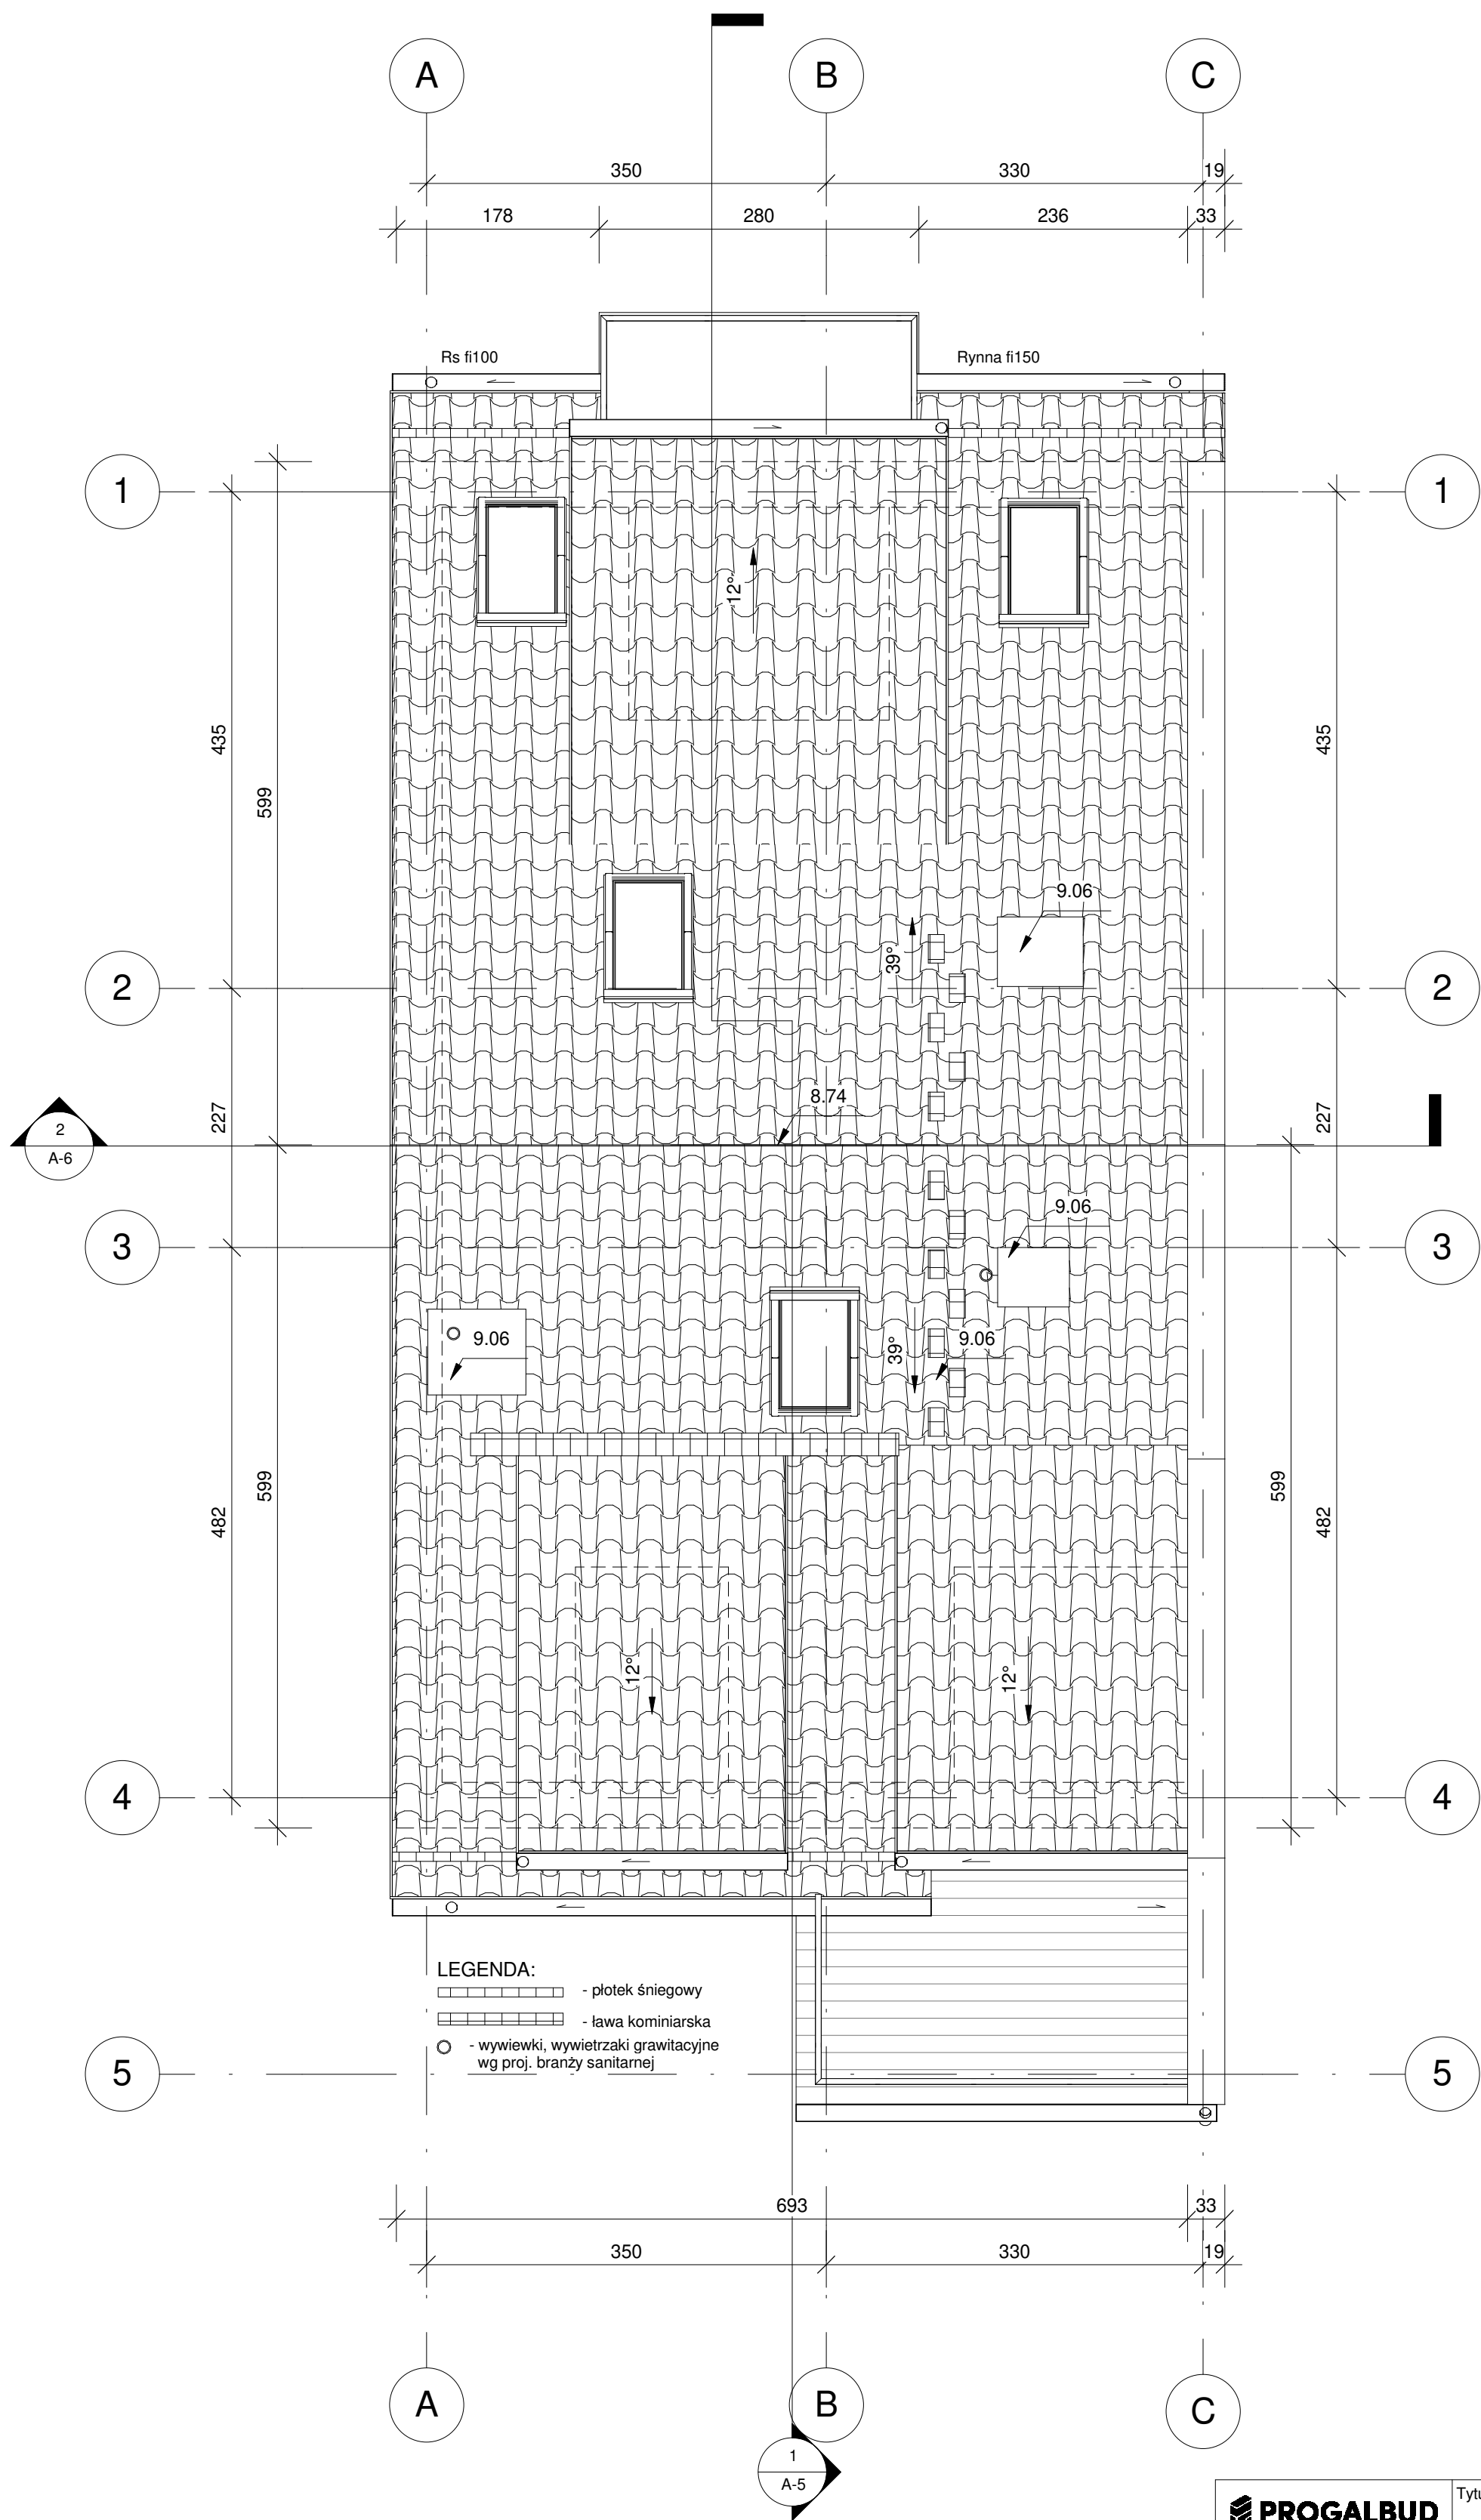 A
B
C
350
330
19
178
280
236
33
Rs fi100
Rynna fi150
1
1
12°
435
599
435
9.06
39°
2
2
8.74
227
227
2
A-6
9.06
3
3
9.06
39°
9.06
482
599
599
482
12°
12°
4
4
LEGENDA:
- płotek śniegowy
- ława kominiarska
- wywiewki, wywietrzaki grawitacyjne
wg proj. branży sanitarnej
5
5
693
33
350
330
19
A
B
C
1
A-5
PROGALBUD